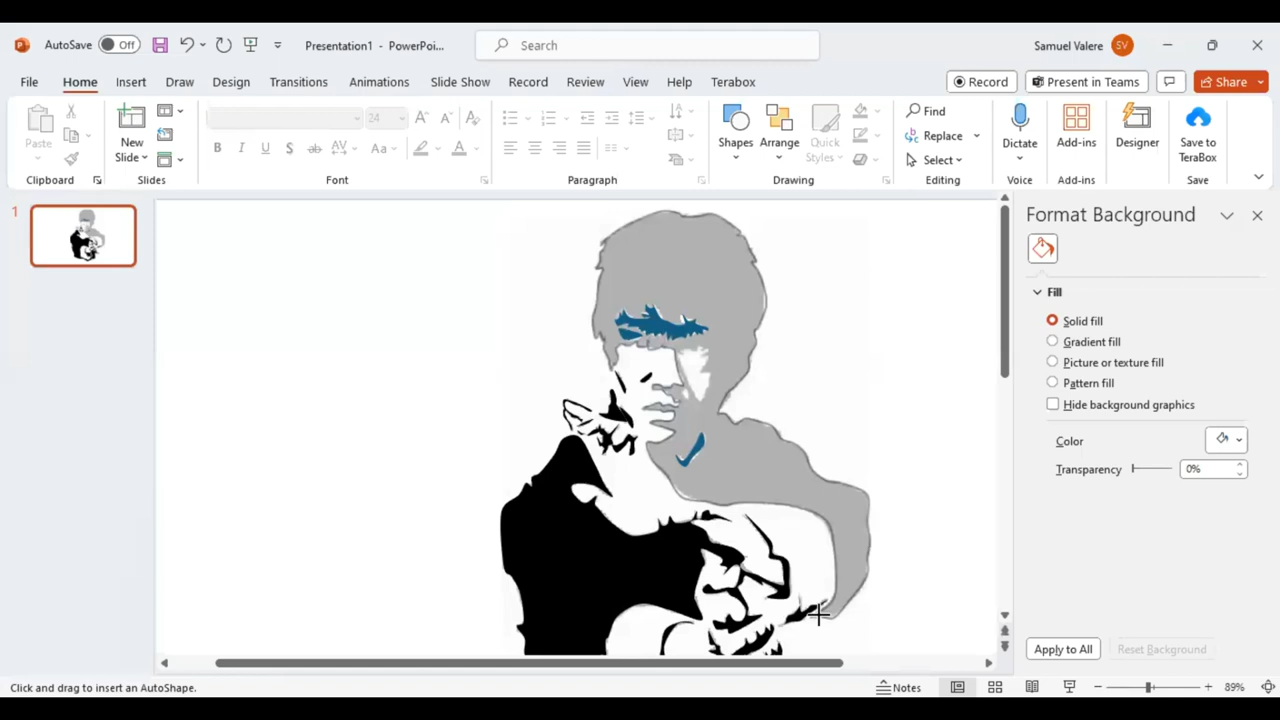 AutoSave Off Presentation1 - PowerPoi... Search Samuel Valere SV
File Home Insert Draw Design Transitions Animations Slide Show Record Review View Help Terabox Record Present in Teams Share
Paste New Slide 24 Shapes Arrange Quick Styles Find Replace Select Dictate Add-ins Designer Save to TeraBox
B I U S ab AV Aa A
Clipboard Slides Font Paragraph Drawing Editing Voice Add-ins Save
1
Format Background
Fill
Solid fill
Gradient fill
Picture or texture fill
Pattern fill
Hide background graphics
Color
Transparency 0%
Apply to All Reset Background
Click and drag to insert an AutoShape. Notes 89%